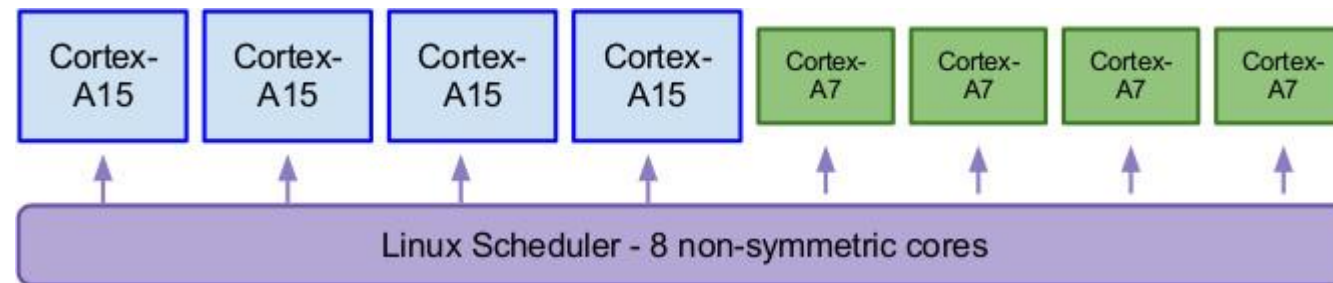 Cortex-
A15
Cortex-
A15
Cortex-
A15
Cortex-
A15
Cortex-
A7
Cortex-
A7
Cortex-
A7
Cortex-
A7
Linux Scheduler - 8 non-symmetric cores